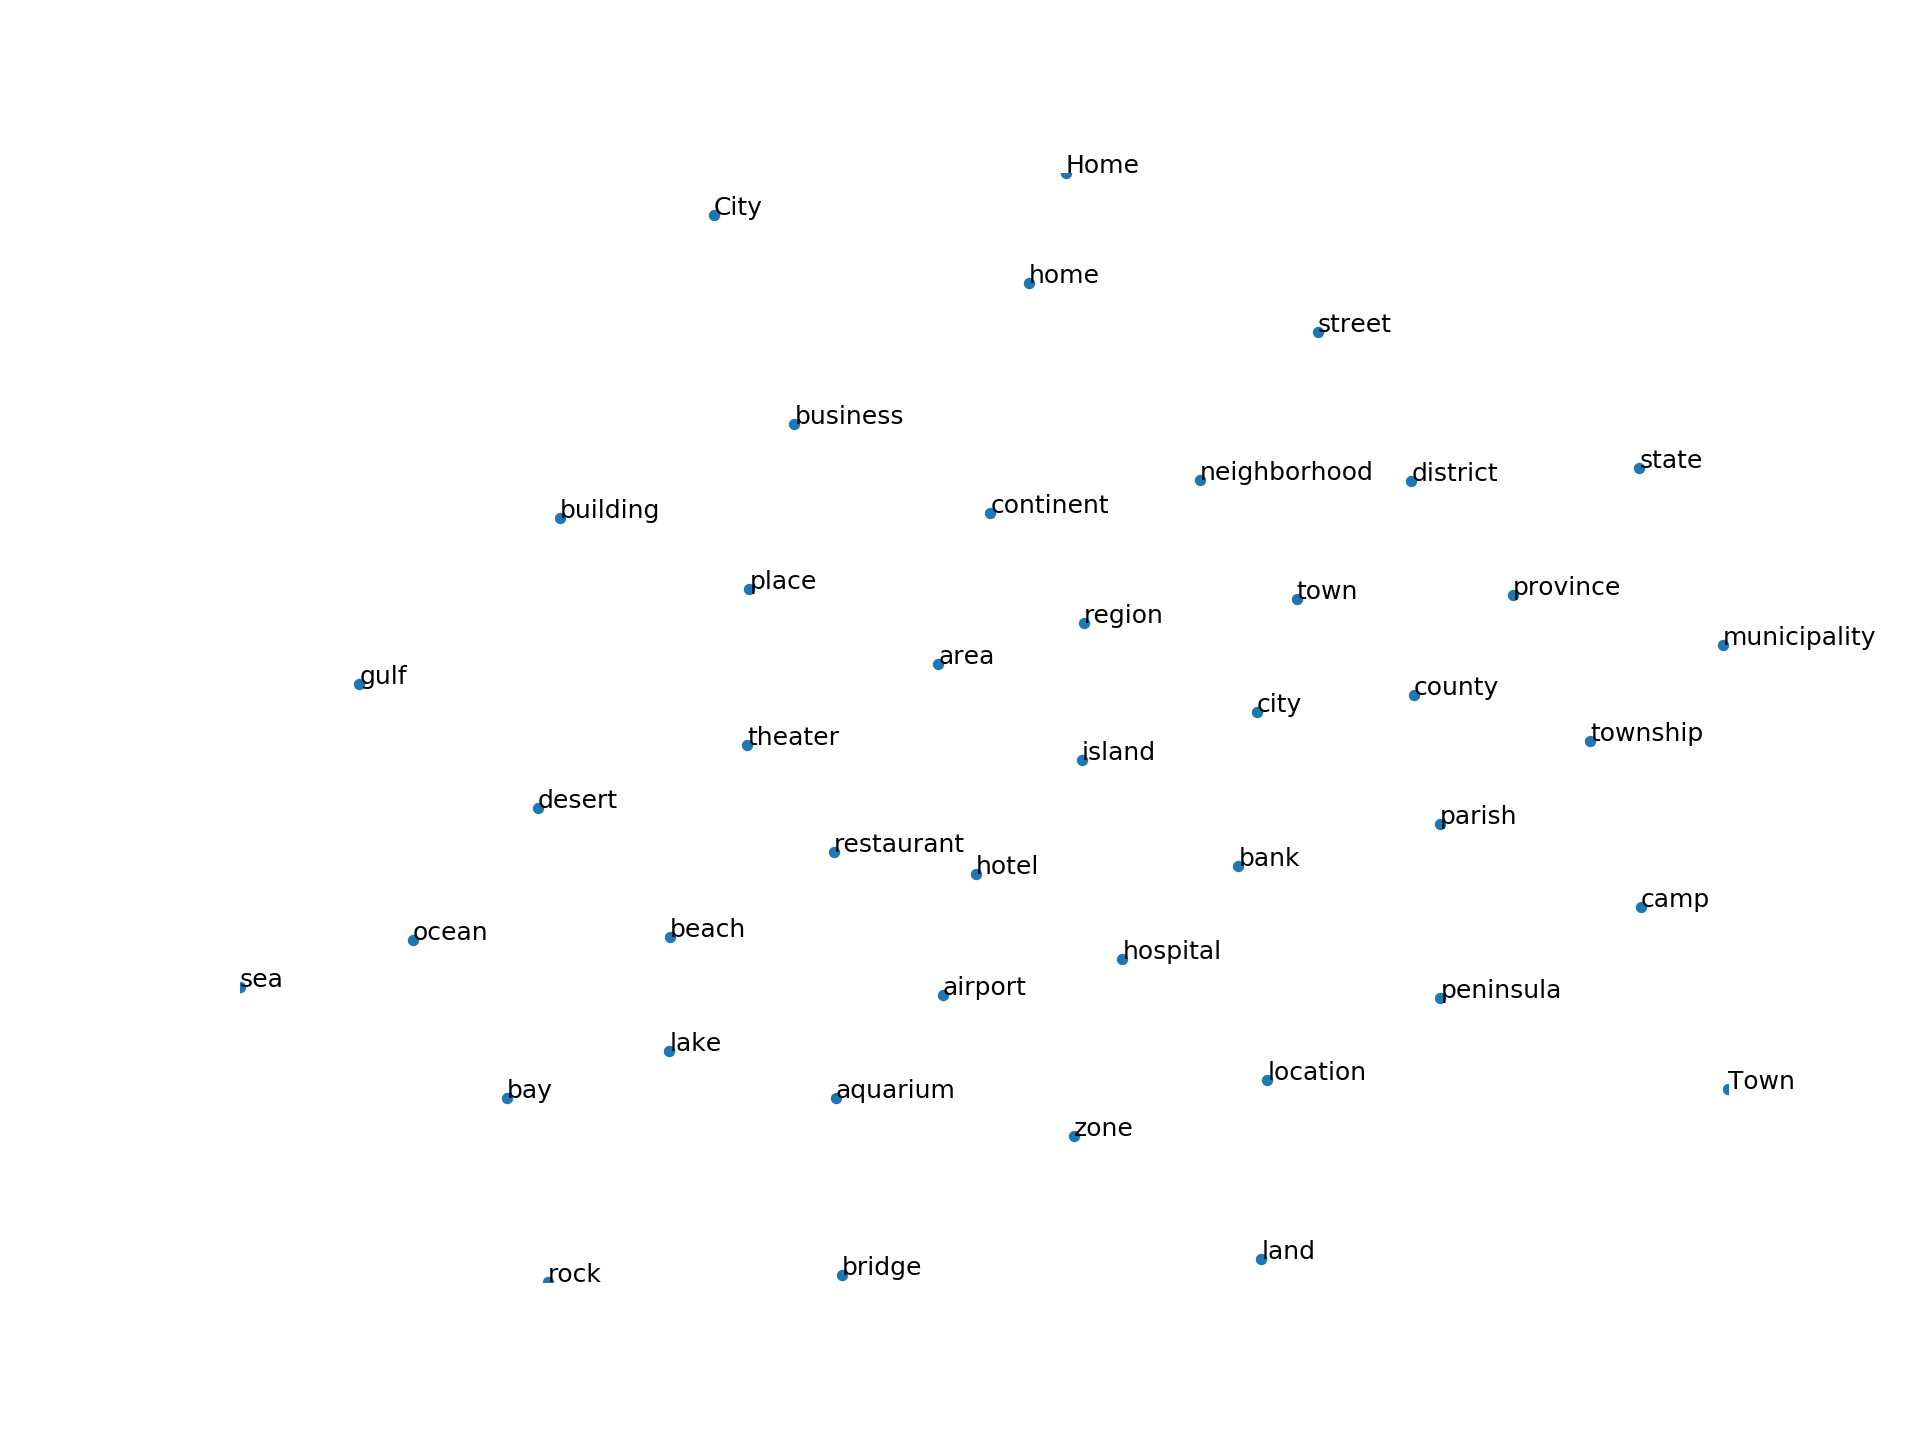 Home
City
home
street
business
state
neighborhood
district
continent
building
place
province
town
region
municipality
area
gulf
county
city
township
theater
island
desert
parish
restaurant
bank
hotel
camp
beach
ocean
hospital
sea
airport
peninsula
lake
location
Town
bay
aquarium
zone
land
bridge
rock